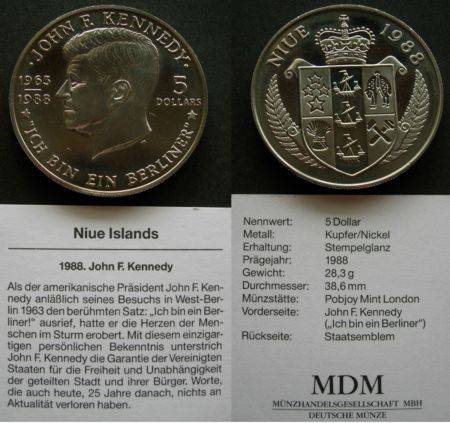 ·JOHN F. KENNEDY·
1963
1988
5
DOLLARS
★"ICH BIN EIN BERLINER"★
NIUE 1988
Niue Islands
1988. John F. Kennedy
Als der amerikanische Präsident John F. Ken-
nedy anläßlich seines Besuchs in West-Ber-
lin 1963 den berühmten Satz: „Ich bin ein Ber-
liner!" ausrief, hatte er die Herzen der Men-
schen im Sturm erobert. Mit diesem einzigar-
tigen persönlichen Bekenntnis unterstrich
John F. Kennedy die Garantie der Vereinigten
Staaten für die Freiheit und Unabhängigkeit
der geteilten Stadt und ihrer Bürger. Worte,
die auch heute, 25 Jahre danach, nichts an
Aktualität verloren haben.
Nennwert: 5 Dollar
Metall: Kupfer/Nickel
Erhaltung: Stempelglanz
Prägejahr: 1988
Gewicht: 28,3 g
Durchmesser: 38,6 mm
Münzstätte: Pobjoy Mint London
Vorderseite: John F. Kennedy
(„Ich bin ein Berliner")
Rückseite: Staatsemblem
MDM
MÜNZHANDELSGESELLSCHAFT MBH
DEUTSCHE MÜNZE